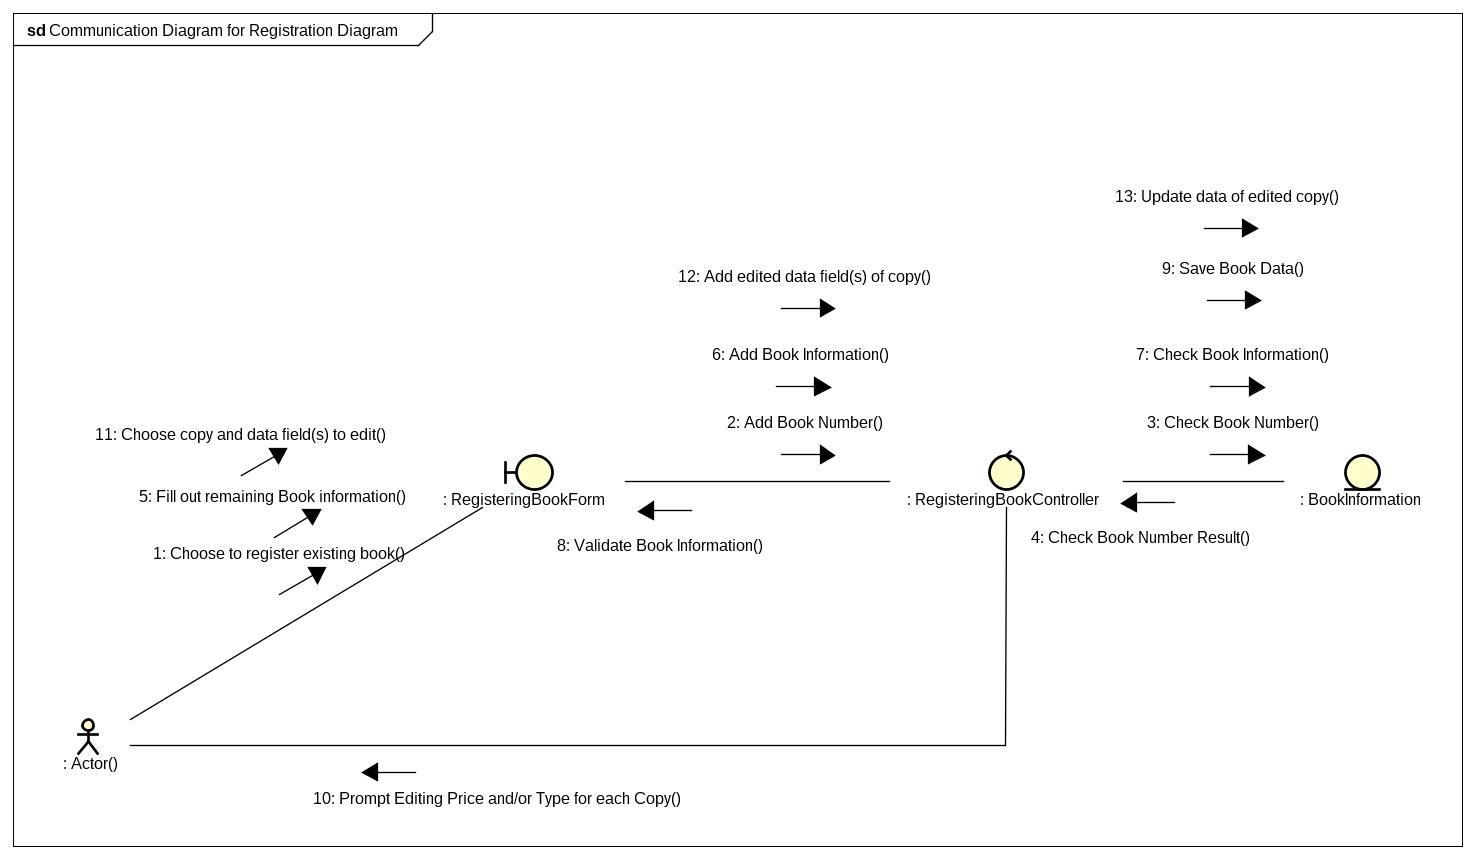 sd Communication Diagram for Registration Diagram
13: Update data of edited copy()
12: Add edited data field(s) of copy()
9: Save Book Data()
6: Add Book Information()
7: Check Book Information()
11: Choose copy and data field(s) to edit()
2: Add Book Number()
3: Check Book Number()
5: Fill out remaining Book information()
: RegisteringBookForm
: RegisteringBookController
: BookInformation
1: Choose to register existing book()
8: Validate Book Information()
4: Check Book Number Result()
: Actor()
10: Prompt Editing Price and/or Type for each Copy()